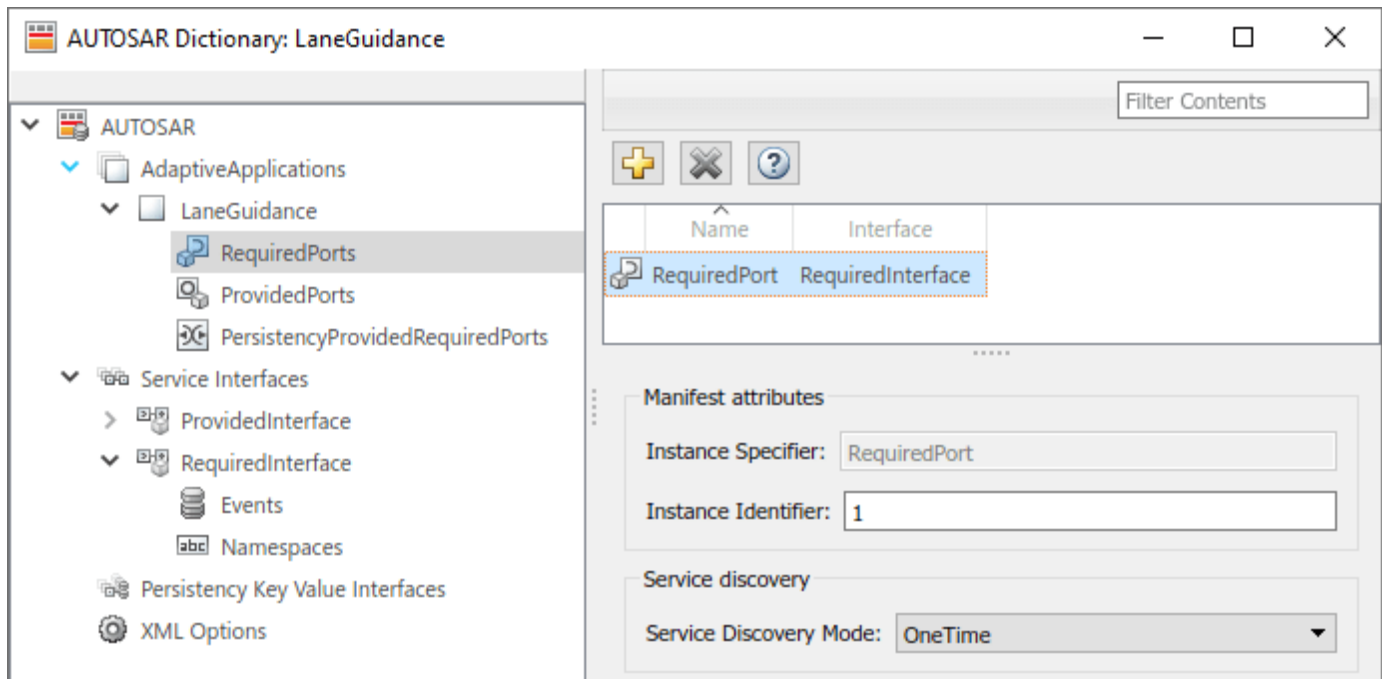 AUTOSAR Dictionary: LaneGuidance
Filter Contents
AUTOSAR
AdaptiveApplications
LaneGuidance
RequiredPorts
ProvidedPorts
PersistencyProvidedRequiredPorts
Service Interfaces
ProvidedInterface
RequiredInterface
Events
abc Namespaces
Persistency Key Value Interfaces
XML Options
Name Interface
RequiredPort RequiredInterface
Manifest attributes
Instance Specifier: RequiredPort
Instance Identifier: 1
Service discovery
Service Discovery Mode: OneTime